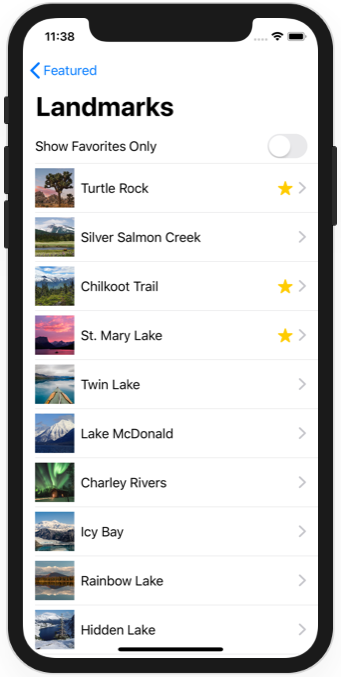 11:38
Featured
Landmarks
Show Favorites Only
Turtle Rock
Silver Salmon Creek
Chilkoot Trail
St. Mary Lake
Twin Lake
Lake McDonald
Charley Rivers
Icy Bay
Rainbow Lake
Hidden Lake